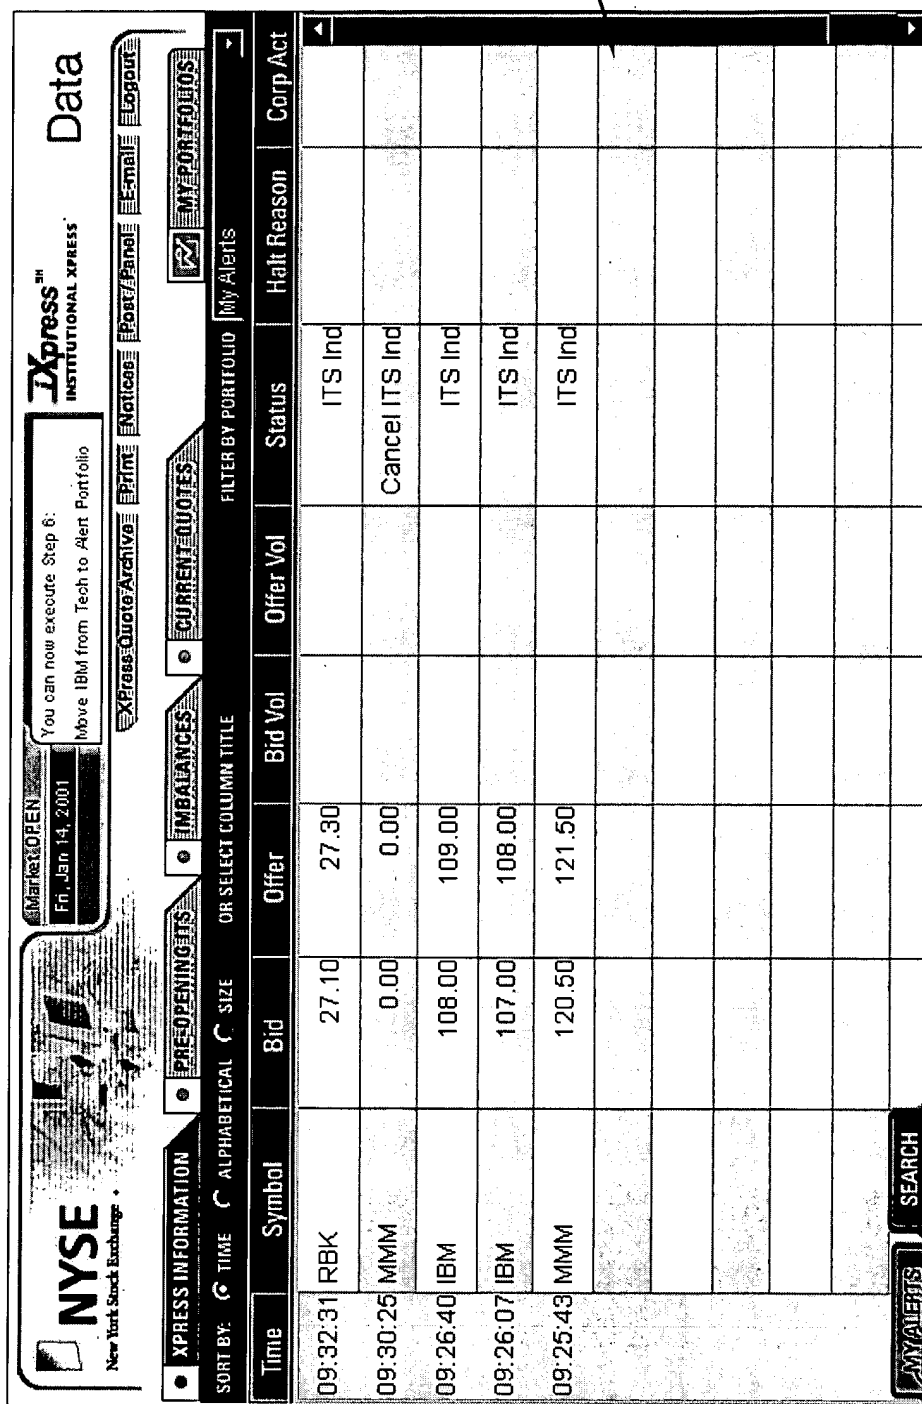 NYSE
New York Stock Exchange
Market OPEN
Fri, Jan 14, 2001
You can now execute Step 6:
Move IBM from Tech to Alert Portfolio
iXpress SM
INSTITUTIONAL XPRESS
Data
XPress Quote Archive Print Notices Post/Panel E-mail Logout
XPRESS INFORMATION PRE-OPENING ITS IMBALANCES CURRENT QUOTES MY PORTFOLIOS
SORT BY: TIME ALPHABETICAL SIZE OR SELECT COLUMN TITLE FILTER BY PORTFOLIO My Alerts
Time Symbol Bid Offer Bid Vol Offer Vol Status Halt Reason Corp Act
09:32:31 RBK 27.10 27.30 ITS Ind
09:30:25 MMM 0.00 0.00 Cancel ITS Ind
09:26:40 IBM 108.00 109.00 ITS Ind
09:26:07 IBM 107.00 108.00 ITS Ind
09:25:43 MMM 120.50 121.50 ITS Ind
MY ALERTS SEARCH